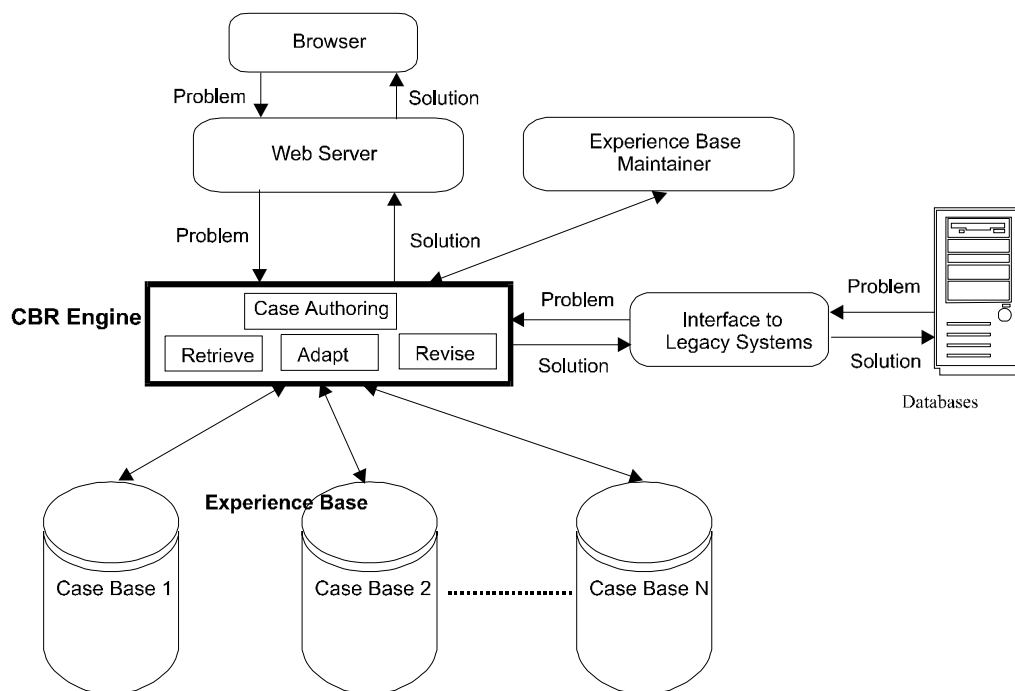 Browser
Problem
Solution
Web Server
Experience Base
Maintainer
Problem
Solution
CBR Engine
Case Authoring
Retrieve
Adapt
Revise
Problem
Solution
Interface to
Legacy Systems
Problem
Solution
Databases
Experience Base
Case Base 1
Case Base 2
Case Base N